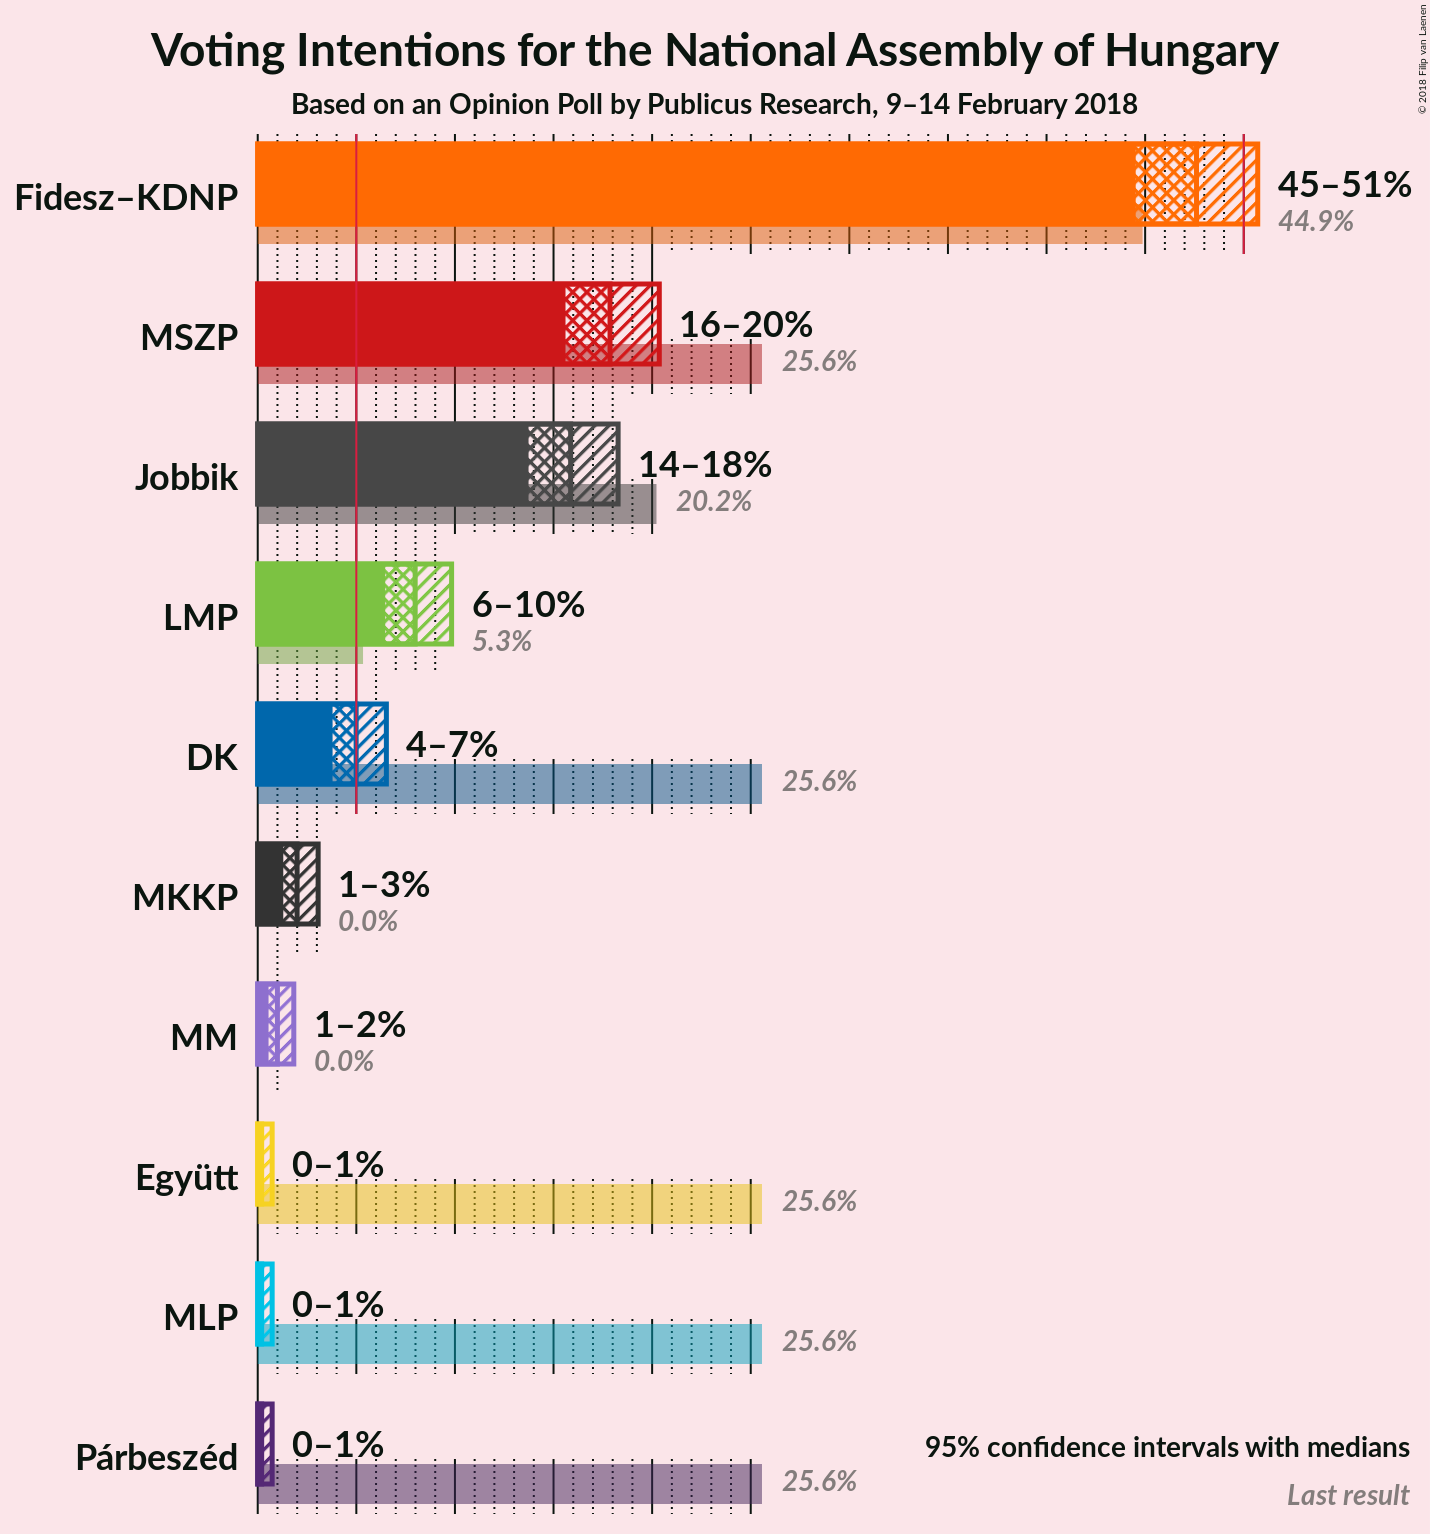 Voting Intentions for the National Assembly of Hungary
Based on an Opinion Poll by Publicus Research, 9–14 February 2018
© 2018 Filip van Laenen
Fidesz–KDNP
45–51%
44.9%
MSZP
16–20%
25.6%
Jobbik
14–18%
20.2%
LMP
6–10%
5.3%
DK
4–7%
25.6%
MKKP
1–3%
0.0%
MM
1–2%
0.0%
Együtt
0–1%
25.6%
MLP
0–1%
25.6%
Párbeszéd
0–1%
25.6%
95% confidence intervals with medians
Last result